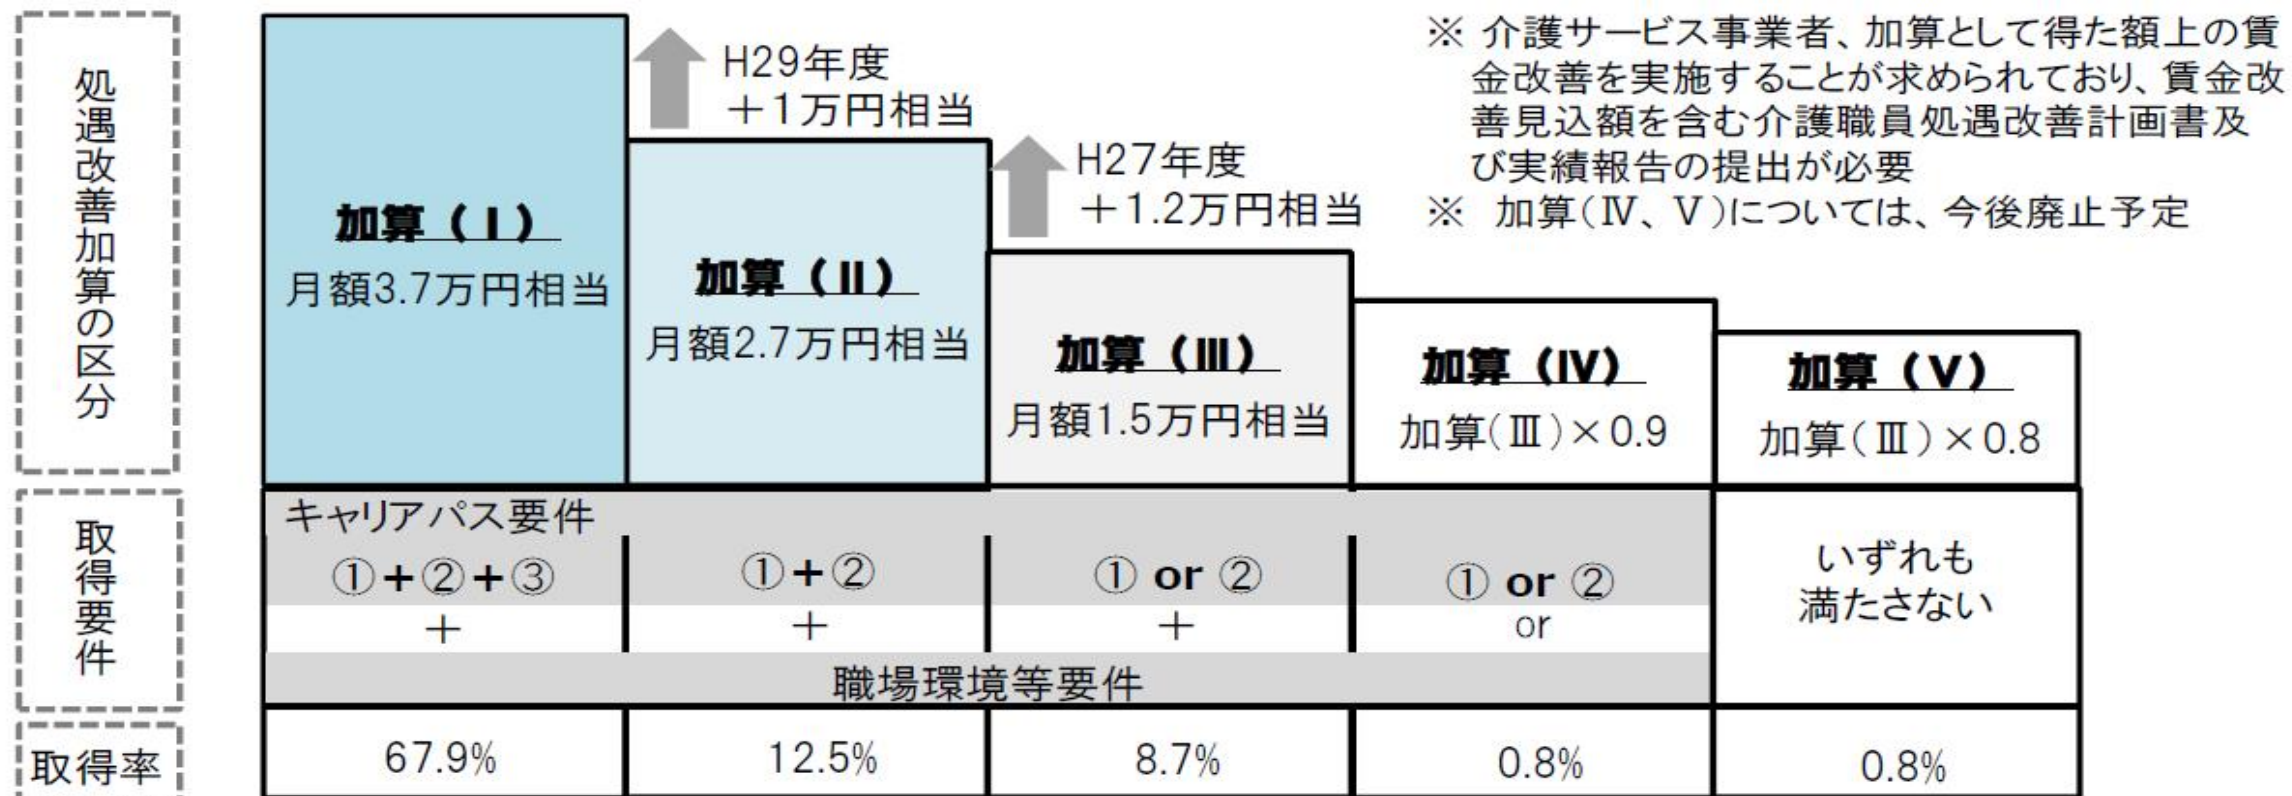 処遇改善加算の区分
加算（Ⅰ）
月額3.7万円相当
H29年度
＋1万円相当
加算（Ⅱ）
月額2.7万円相当
H27年度
＋1.2万円相当
加算（Ⅲ）
月額1.5万円相当
加算（Ⅳ）
加算（Ⅲ）×0.9
加算（Ⅴ）
加算（Ⅲ）×0.8
※ 介護サービス事業者、加算として得た額上の賃
金改善を実施することが求められており、賃金改
善見込額を含む介護職員処遇改善計画書及
び実績報告の提出が必要
※ 加算（Ⅳ、Ⅴ）については、今後廃止予定
取得要件
キャリアパス要件
①+②+③
①+②
① or ②
① or ②
＋
＋
＋
or
職場環境等要件
いずれも
満たさない
取得率
67.9%
12.5%
8.7%
0.8%
0.8%